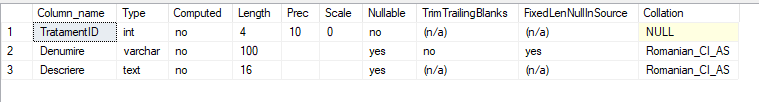 Column_name Type Computed Length Prec Scale Nullable TrimTrailingBlanks FixedLenNullInSource Collation
1 TratamentID int no 4 10 0 no (n/a) (n/a) NULL
2 Denumire varchar no 100 yes no yes Romanian_CI_AS
3 Descriere text no 16 yes (n/a) (n/a) Romanian_CI_AS